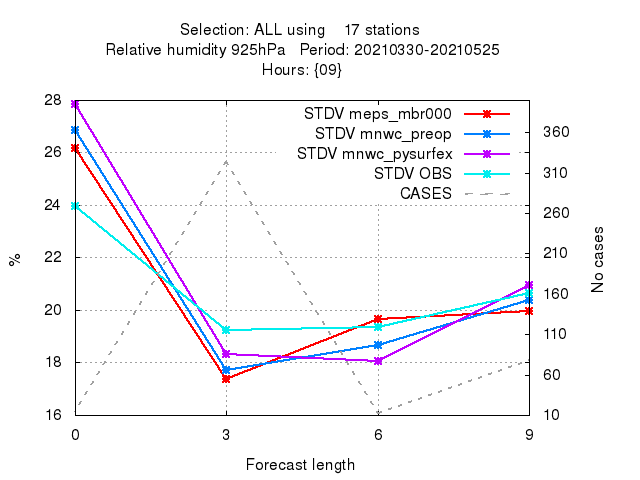 Selection: ALL using    17 stations
Relative humidity 925hPa   Period: 20210330-20210525
Hours: {09}
STDV meps_mbr000
STDV mnwc_preop
STDV mnwc_pysurfex
STDV OBS
CASES
28
26
24
22
20
18
16
%
360
310
260
210
160
110
60
10
No cases
0 3 6 9
Forecast length